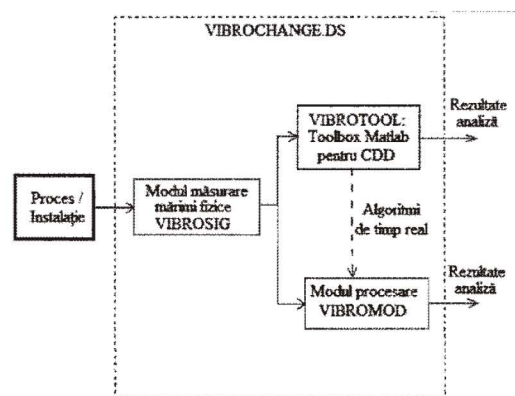 VIBROCHANGE.DS
VIBROTOOL:
Toolbox Matlab
pentru CDD
Rezultate
analiză
Proces /
Instalație
Modul măsurare
mărimi fizice
VIBROSIG
Algoritmi
de timp real
Modul procesare
VIBROMOD
Rezultate
analiză